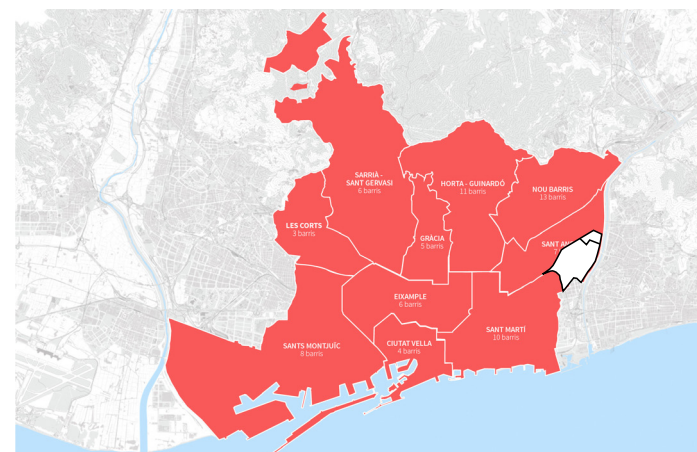 SARRIÀ -
SANT GERVASI
6 barris
HORTA - GUINARDÓ
11 barris
NOU BARRIS
13 barris
LES CORTS
3 barris
GRÀCIA
5 barris
SANT AN
7
EIXAMPLE
6 barris
SANT MARTÍ
10 barris
SANTS MONTJUÏC
8 barris
CIUTAT VELLA
4 barris